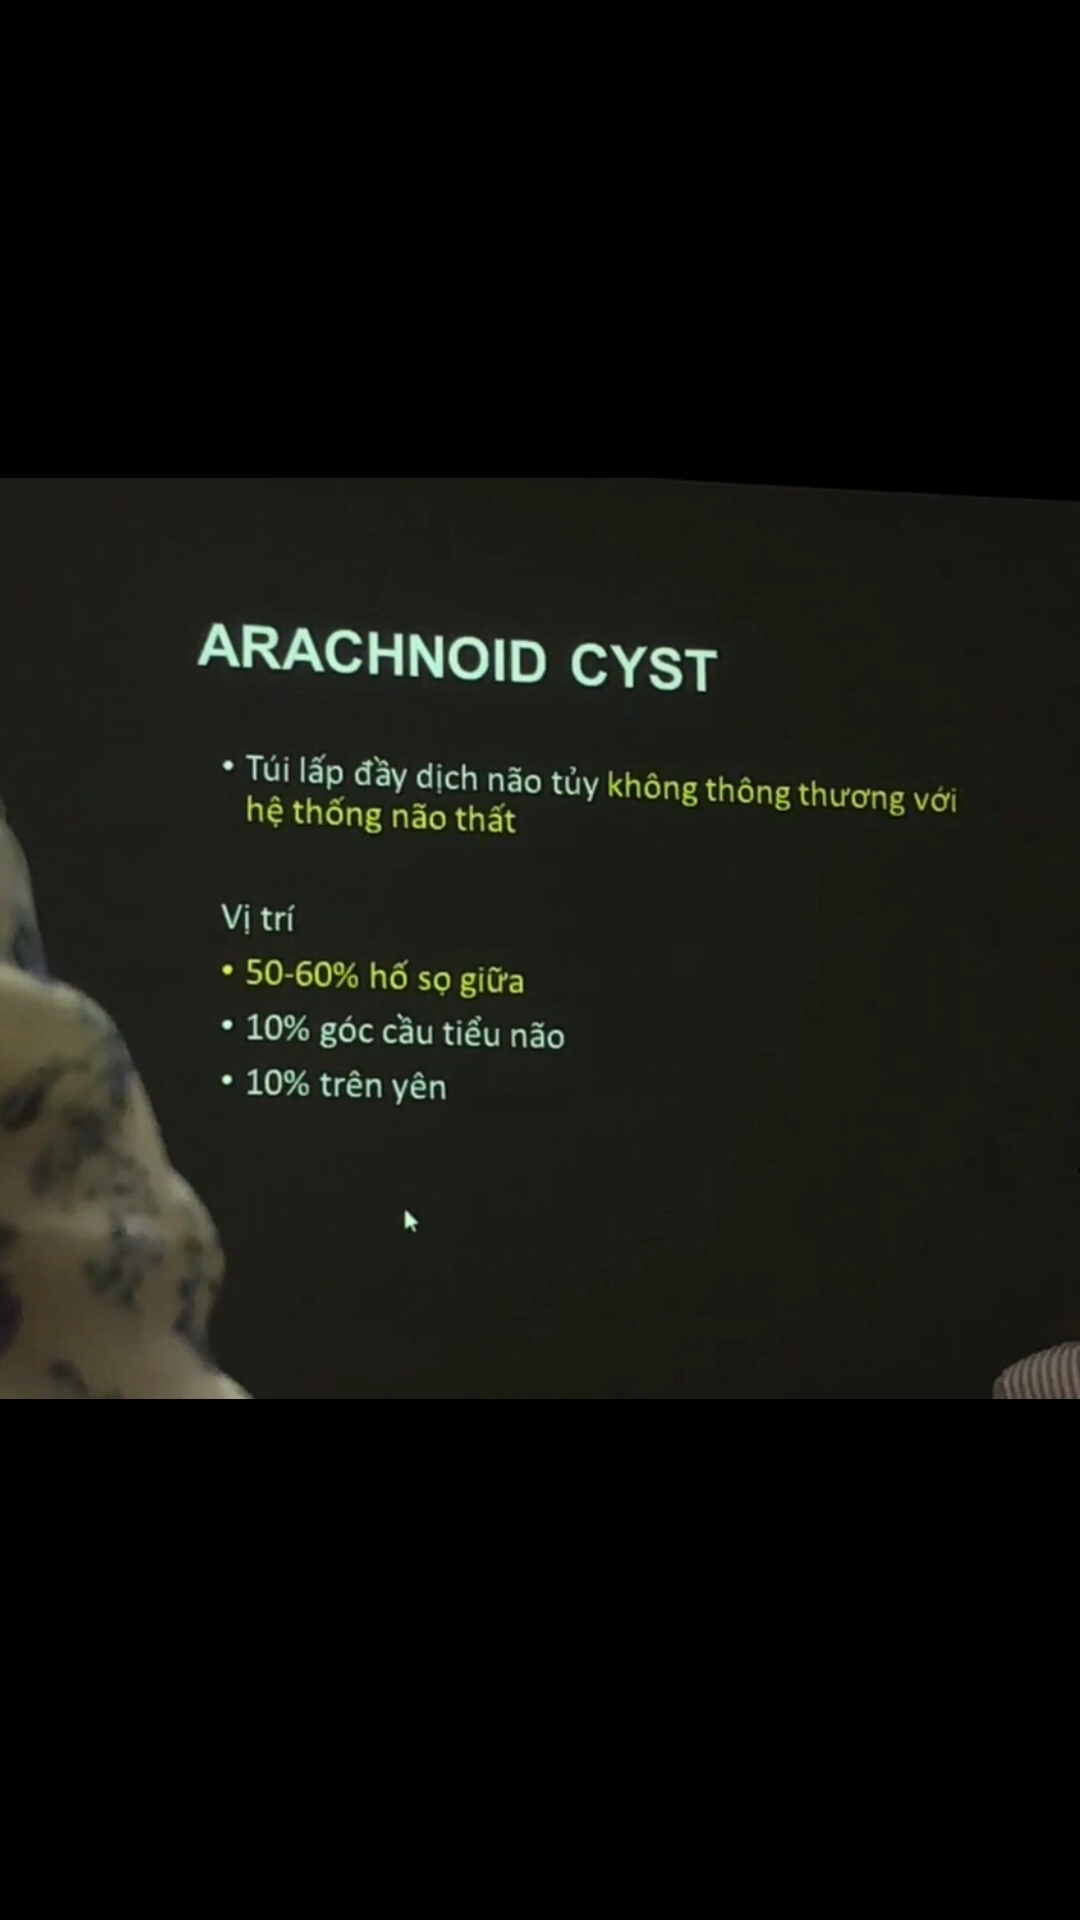 ARACHNOID CYST
• Túi lấp đầy dịch não tủy không thông thương với
hệ thống não thất
Vị trí
• 50-60% hố sọ giữa
• 10% góc cầu tiểu não
• 10% trên yên